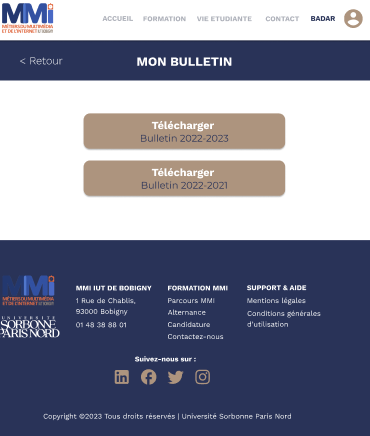 MMi
MÉTIERS DU MULTIMÉDIA
ET DE L'INTERNET
ACCUEIL FORMATION VIE ETUDIANTE CONTACT BADAR
< Retour
MON BULLETIN
Télécharger
Bulletin 2022-2023
Télécharger
Bulletin 2022-2021
MMi
MÉTIERS DU MULTIMÉDIA
ET DE L'INTERNET
UNIVERSITÉ
SORBONNE
PARIS NORD
MMI IUT DE BOBIGNY
1 Rue de Chablis,
93000 Bobigny
01 48 38 88 01
FORMATION MMI
Parcours MMI
Alternance
Candidature
Contactez-nous
SUPPORT & AIDE
Mentions légales
Conditions générales
d'utilisation
Suivez-nous sur :
Copyright ©2023 Tous droits réservés | Université Sorbonne Paris Nord